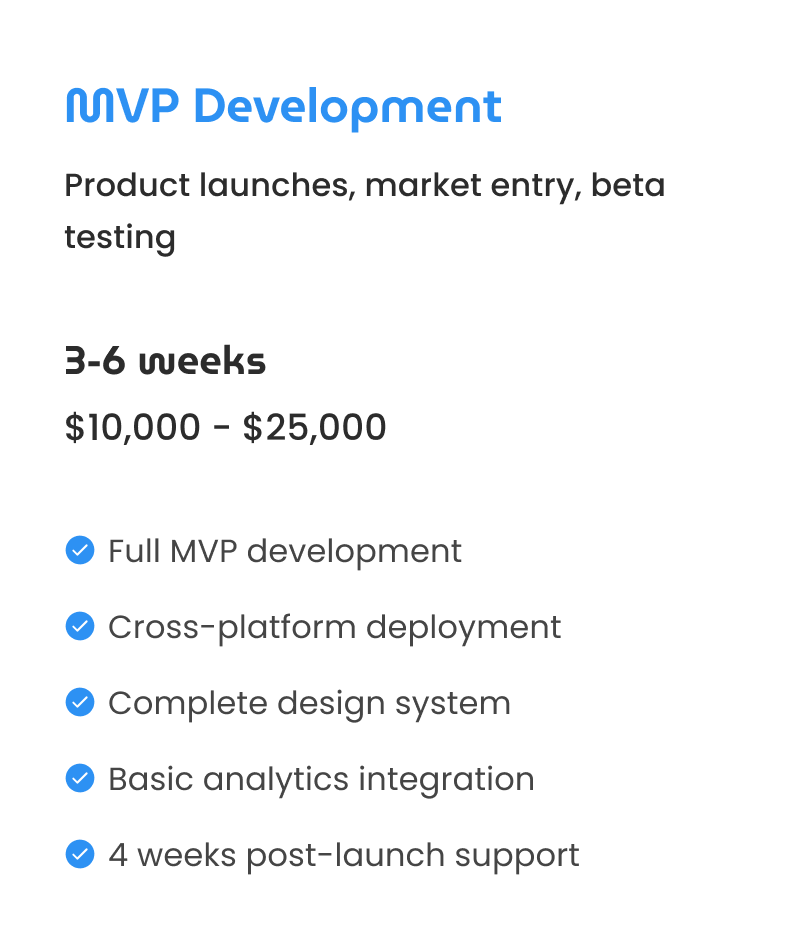 MVP Development
Product launches, market entry, beta
testing
3-6 weeks
$10,000 - $25,000
Full MVP development
Cross-platform deployment
Complete design system
Basic analytics integration
4 weeks post-launch support